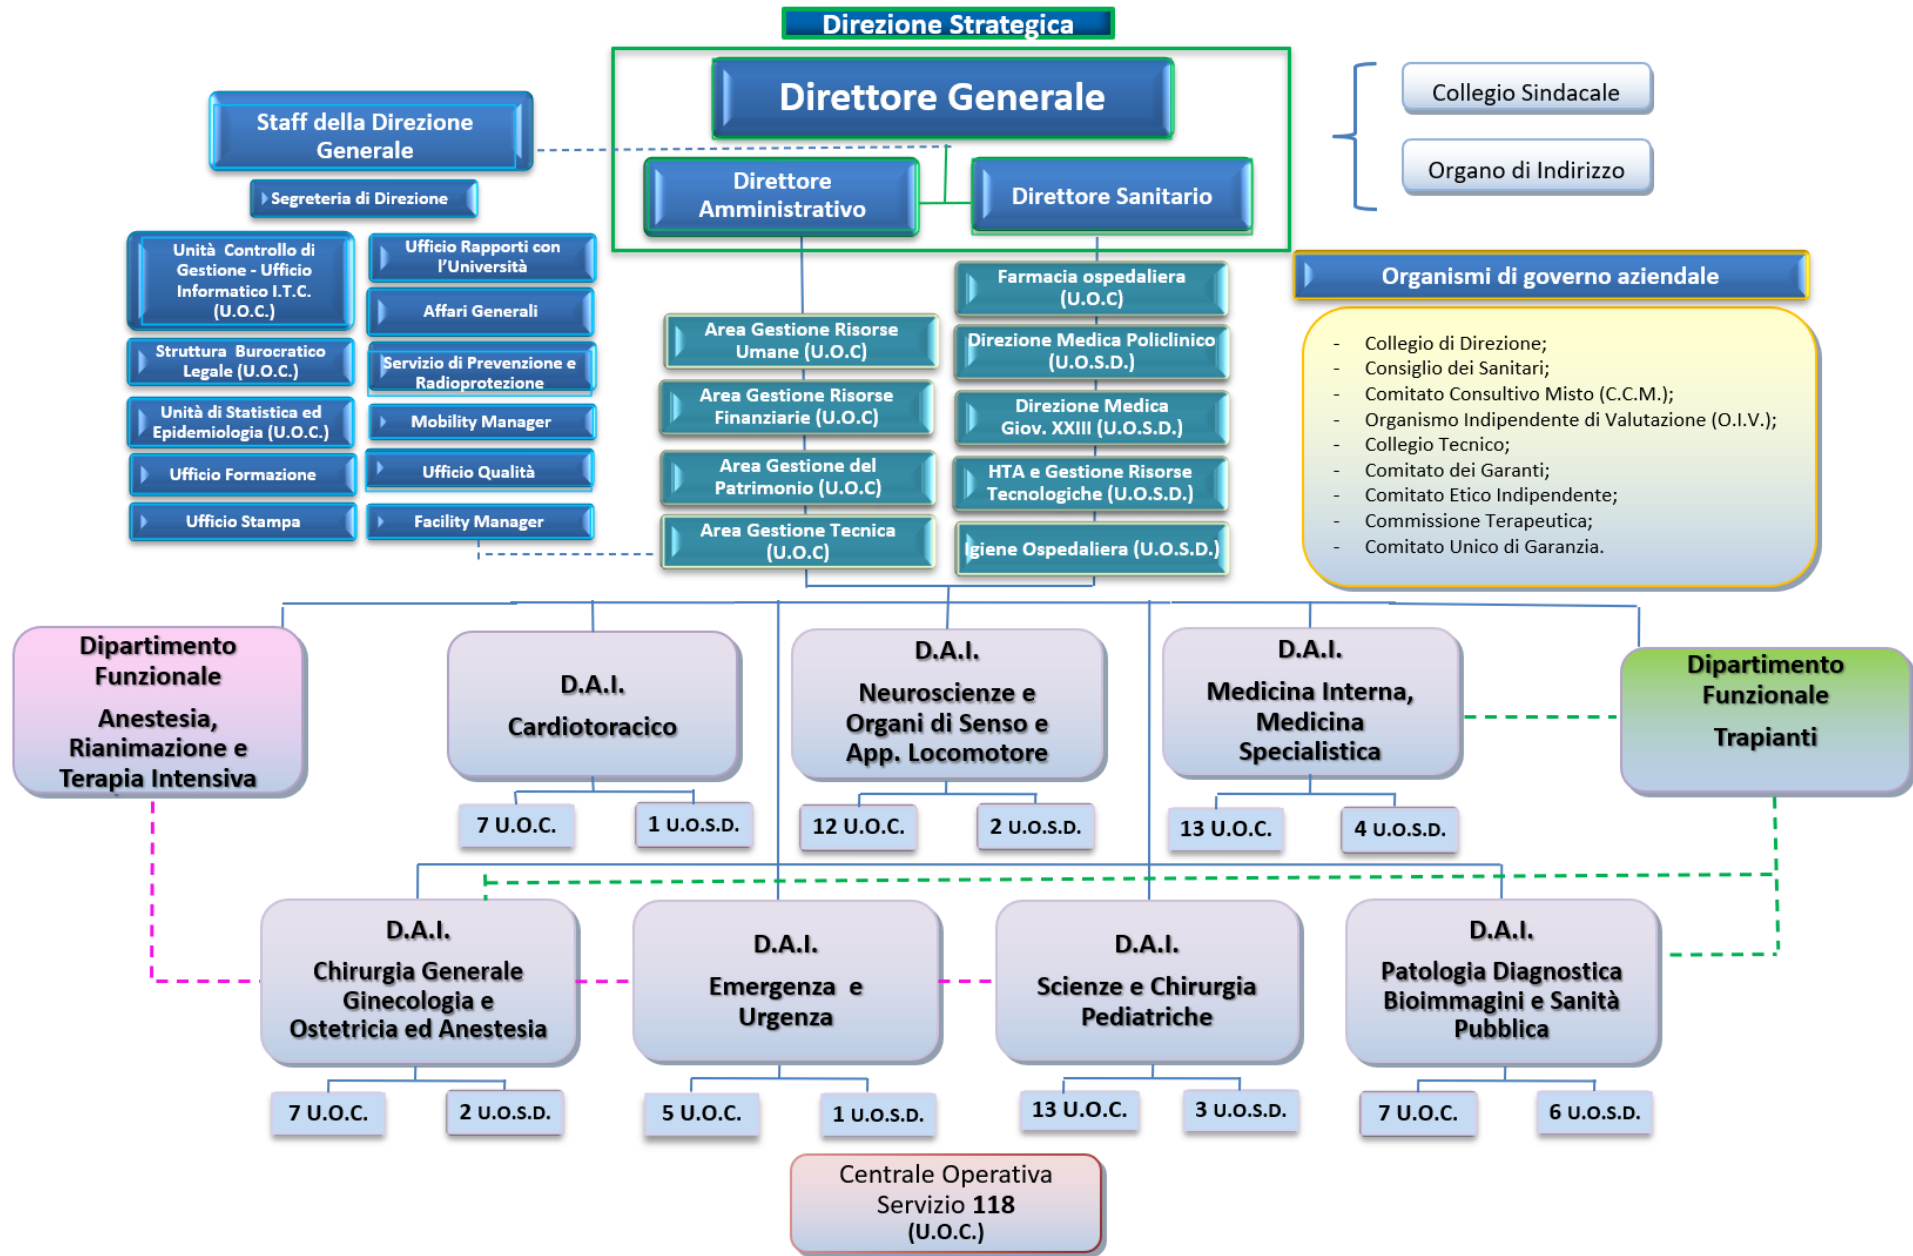 Direzione Strategica
Direttore Generale
Collegio Sindacale
Organo di Indirizzo
Staff della Direzione
Generale
Segreteria di Direzione
Direttore
Amministrativo
Direttore Sanitario
Unità Controllo di
Gestione - Ufficio
Informatico I.T.C.
(U.O.C.)
Struttura Burocratico
Legale (U.O.C.)
Unità di Statistica ed
Epidemiologia (U.O.C.)
Ufficio Formazione
Ufficio Stampa
Ufficio Rapporti con
l'Università
Affari Generali
Servizio di Prevenzione e
Radioprotezione
Mobility Manager
Ufficio Qualità
Facility Manager
Area Gestione Risorse
Umane (U.O.C)
Area Gestione Risorse
Finanziarie (U.O.C)
Area Gestione del
Patrimonio (U.O.C)
Area Gestione Tecnica
(U.O.C)
Farmacia ospedaliera
(U.O.C)
Direzione Medica Policlinico
(U.O.S.D.)
Direzione Medica
Giov. XXIII (U.O.S.D.)
HTA e Gestione Risorse
Tecnologiche (U.O.S.D.)
Igiene Ospedaliera (U.O.S.D.)
Organismi di governo aziendale
- Collegio di Direzione;
- Consiglio dei Sanitari;
- Comitato Consultivo Misto (C.C.M.);
- Organismo Indipendente di Valutazione (O.I.V.);
- Collegio Tecnico;
- Comitato dei Garanti;
- Comitato Etico Indipendente;
- Commissione Terapeutica;
- Comitato Unico di Garanzia.
Dipartimento
Funzionale
Anestesia,
Rianimazione e
Terapia Intensiva
D.A.I.
Cardiotoracico
7 U.O.C.
1 U.O.S.D.
D.A.I.
Neuroscienze e
Organi di Senso e
App. Locomotore
12 U.O.C.
2 U.O.S.D.
D.A.I.
Medicina Interna,
Medicina
Specialistica
13 U.O.C.
4 U.O.S.D.
Dipartimento
Funzionale
Trapianti
D.A.I.
Chirurgia Generale
Ginecologia e
Ostetricia ed Anestesia
7 U.O.C.
2 U.O.S.D.
D.A.I.
Emergenza e
Urgenza
5 U.O.C.
1 U.O.S.D.
D.A.I.
Scienze e Chirurgia
Pediatriche
13 U.O.C.
3 U.O.S.D.
D.A.I.
Patologia Diagnostica
Bioimmagini e Sanità
Pubblica
7 U.O.C.
6 U.O.S.D.
Centrale Operativa
Servizio 118
(U.O.C.)